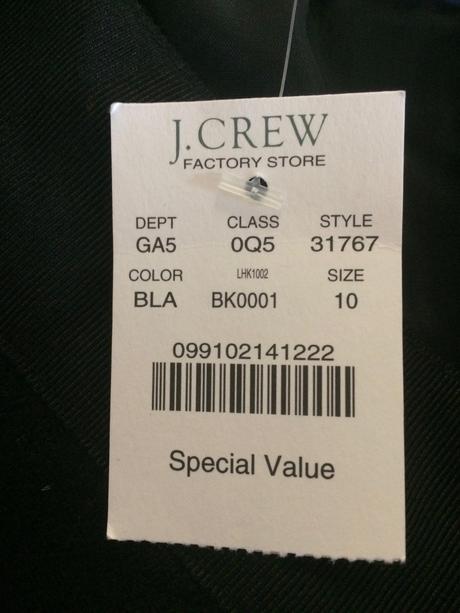 J.CREW
FACTORY STORE
DEPT CLASS STYLE
GA5 0Q5 31767
COLOR LHK1002 SIZE
BLA BK0001 10
099102141222
Special Value